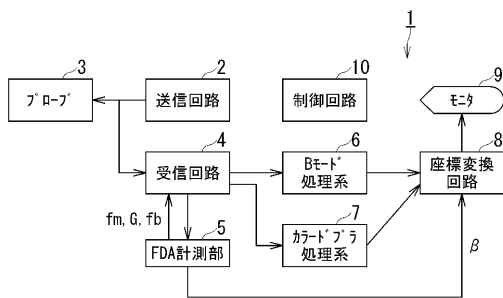 1
3
2
10
9
プローブ
送信回路
制御回路
モニタ
4
6
8
受信回路
Bモード
処理系
座標変換
回路
fm, G, fb
5
7
FDA計測部
カラードプラ
処理系
β